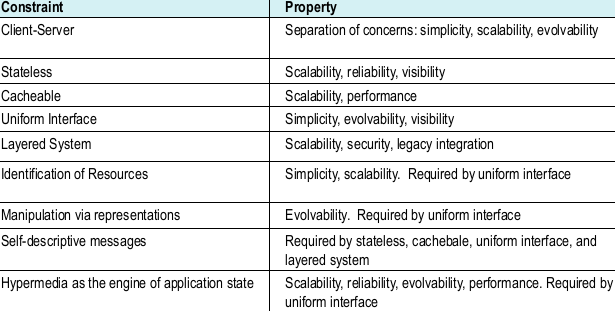 Constraint Property
Client-Server Separation of concerns: simplicity, scalability, evolvability
Stateless Scalability, reliability, visibility
Cacheable Scalability, performance
Uniform Interface Simplicity, evolvability, visibility
Layered System Scalability, security, legacy integration
Identification of Resources Simplicity, scalability. Required by uniform interface
Manipulation via representations Evolvability. Required by uniform interface
Self-descriptive messages Required by stateless, cachebale, uniform interface, and
layered system
Hypermedia as the engine of application state Scalability, reliability, evolvability, performance. Required by
uniform interface